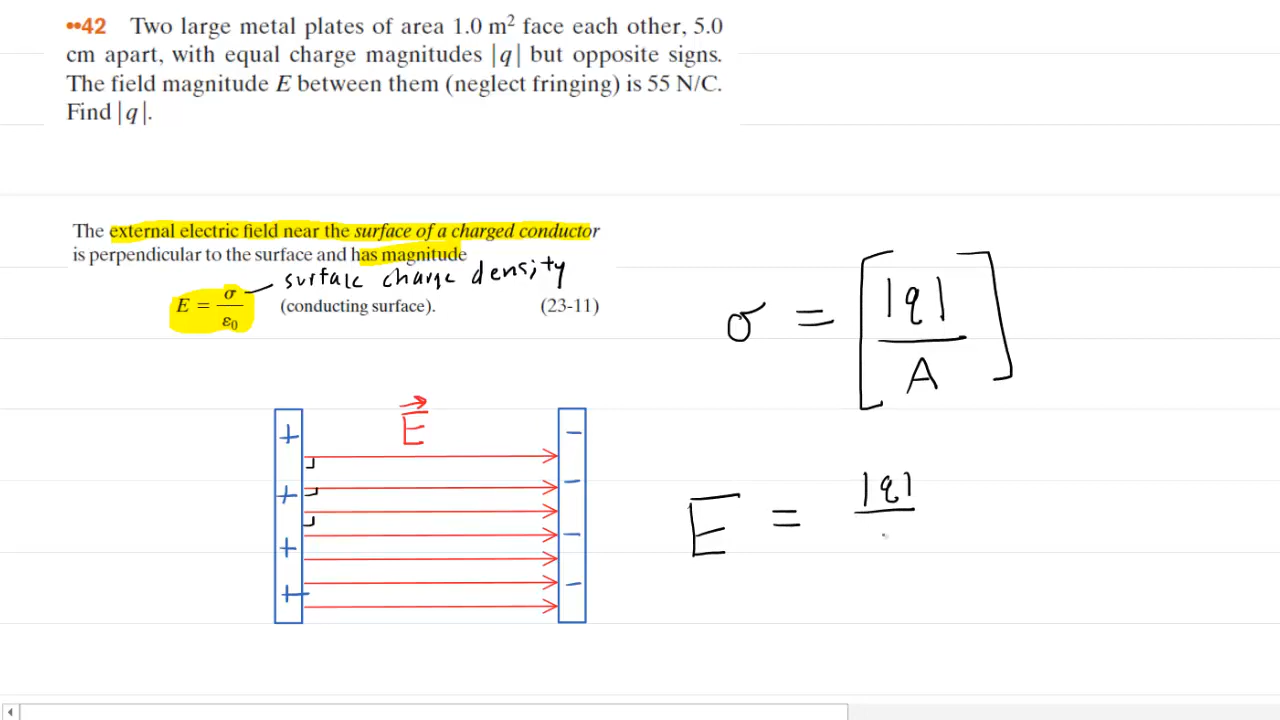 ••42 Two large metal plates of area 1.0 m² face each other, 5.0
cm apart, with equal charge magnitudes |q| but opposite signs.
The field magnitude E between them (neglect fringing) is 55 N/C.
Find |q|.
The external electric field near the surface of a charged conductor
is perpendicular to the surface and has magnitude
surface charge density
E = σ/ε₀ (conducting surface). (23-11)
σ = [|q|/A]
E
+ −
+ −
+ −
+ −
E = |q|